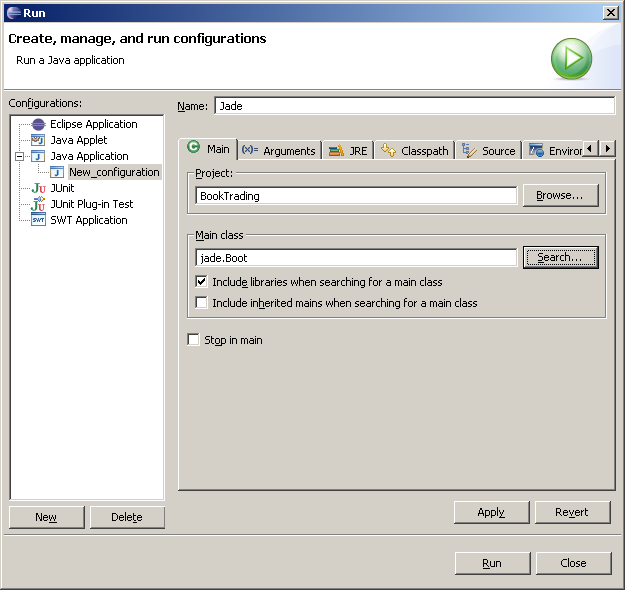 Run
Create, manage, and run configurations
Run a Java application
Configurations:
Eclipse Application
Java Applet
Java Application
New_configuration
JUnit
JUnit Plug-in Test
SWT Application
New
Delete
Name: Jade
Main (x)= Arguments JRE Classpath Source Enviror
Project:
BookTrading
Browse...
Main class
jade.Boot
Search...
Include libraries when searching for a main class
Include inherited mains when searching for a main class
Stop in main
Apply
Revert
Run
Close